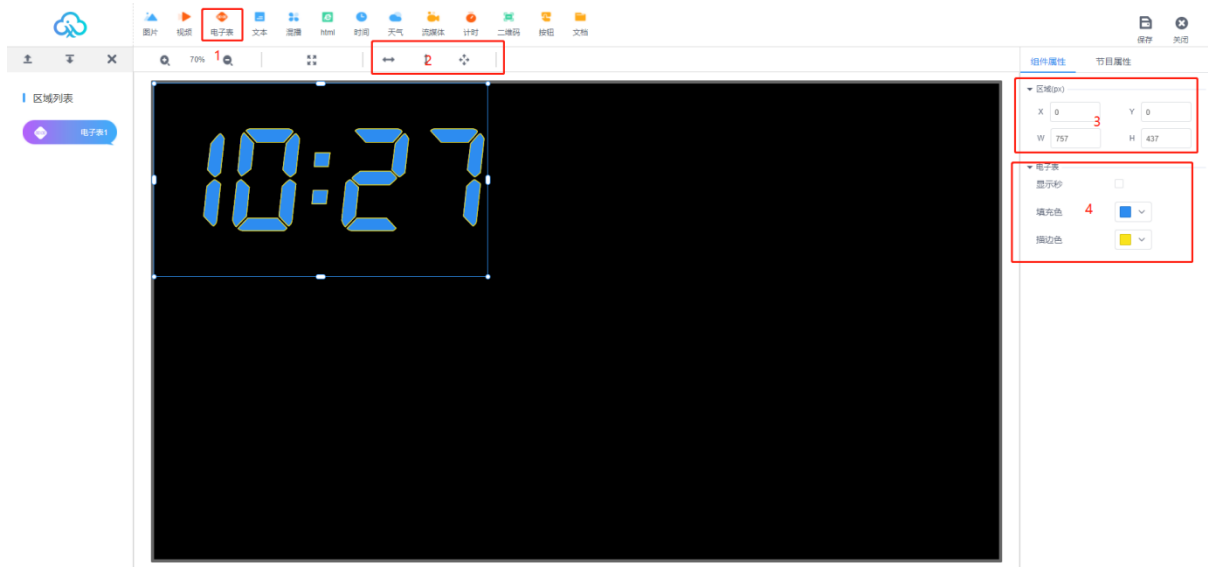 图片 视频 电子表 文本 混播 html 时间 天气 流媒体 计时 二维码 按钮 文档
保存 关闭
70% 1 2
组件属性 节目属性
区域列表
电子表1
区域(px)
X 0 Y 0
3
W 757 H 437
电子表
显示秒
填充色 4
描边色
10:27